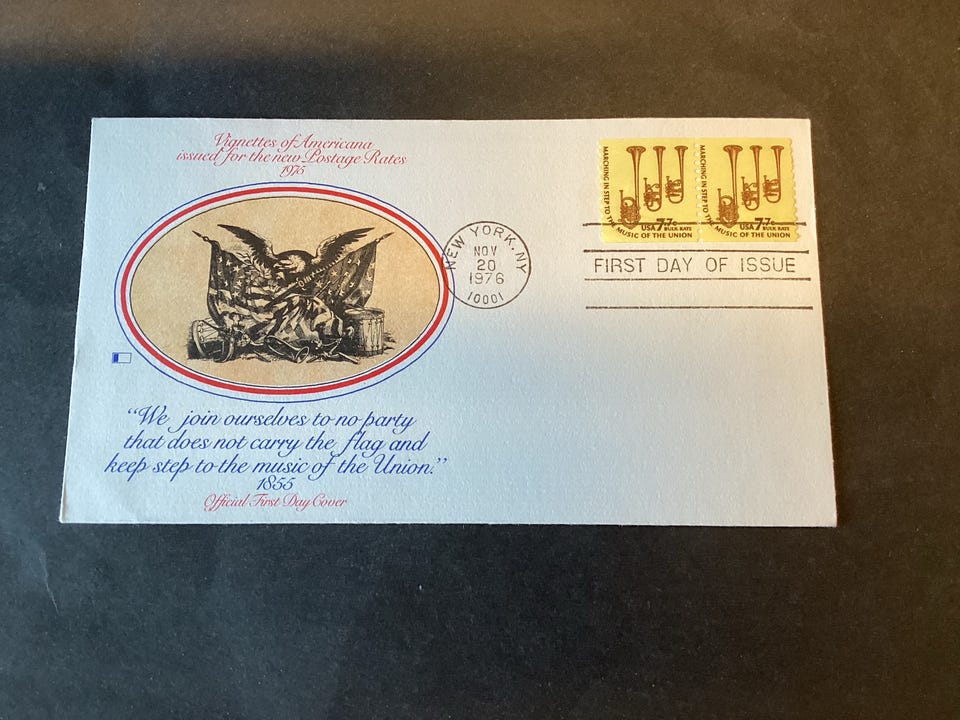 Vignettes of Americana
issued for the new Postage Rates
1975
"We join ourselves to no party
that does not carry the flag and
keep step to the music of the Union."
1855
Official First Day Cover
NEW YORK, NY
NOV
20
1976
10001
MARCHING IN STEP TO THE MUSIC OF THE UNION
USA 7.7c
BULK RATE
MARCHING IN STEP TO THE MUSIC OF THE UNION
USA 7.7c
BULK RATE
FIRST DAY OF ISSUE